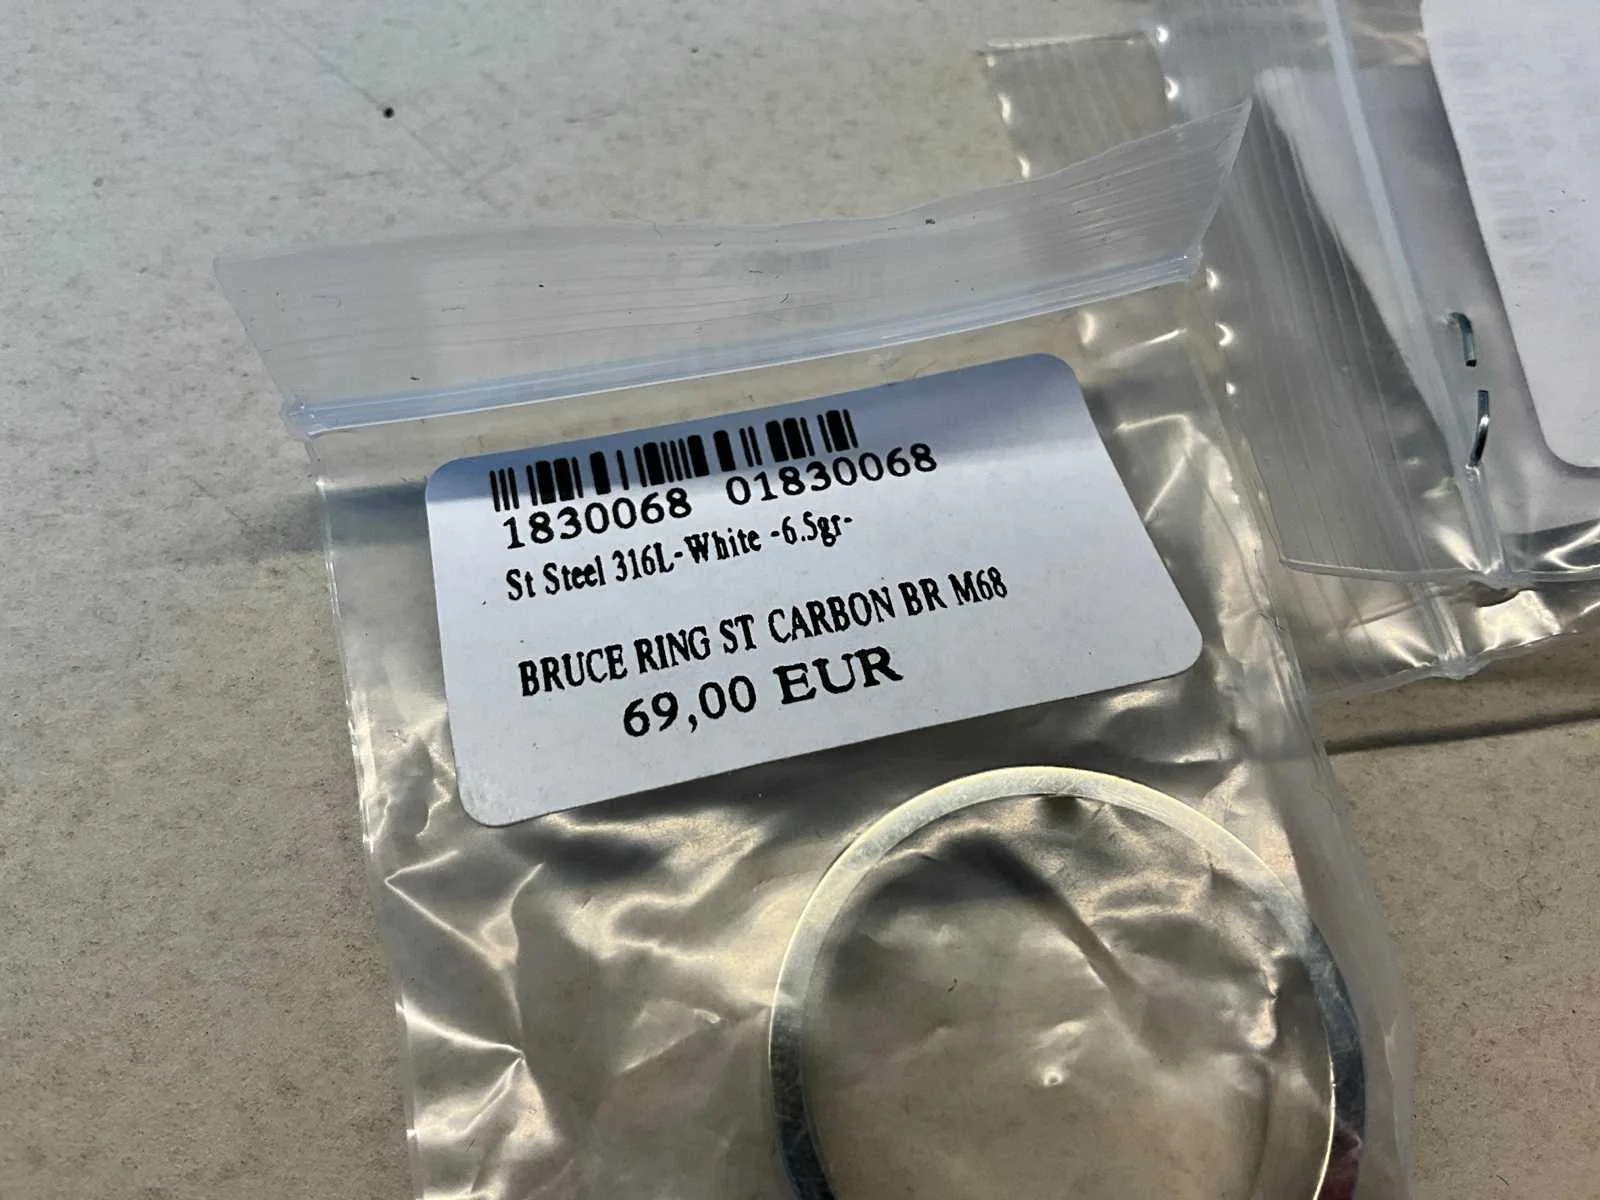 1830068 01830068
St Steel 316L-White -6.5gr-
BRUCE RING ST CARBON BR M68
69,00 EUR